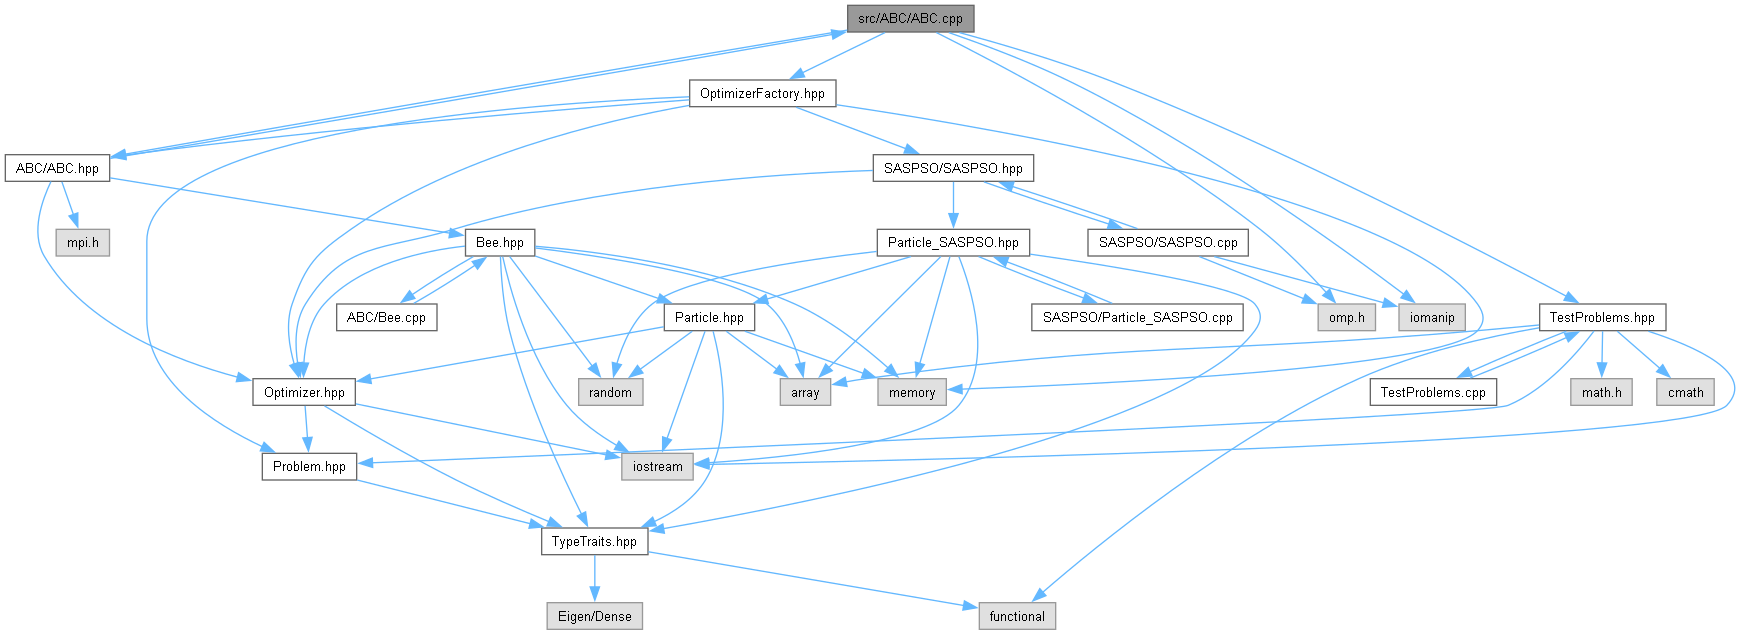 src/ABC/ABC.cpp
OptimizerFactory.hpp
ABC/ABC.hpp
SASPSO/SASPSO.hpp
mpi.h
Bee.hpp
Particle_SASPSO.hpp
SASPSO/SASPSO.cpp
ABC/Bee.cpp
Particle.hpp
SASPSO/Particle_SASPSO.cpp
omp.h
iomanip
TestProblems.hpp
Optimizer.hpp
random
array
memory
TestProblems.cpp
math.h
cmath
Problem.hpp
iostream
TypeTraits.hpp
Eigen/Dense
functional